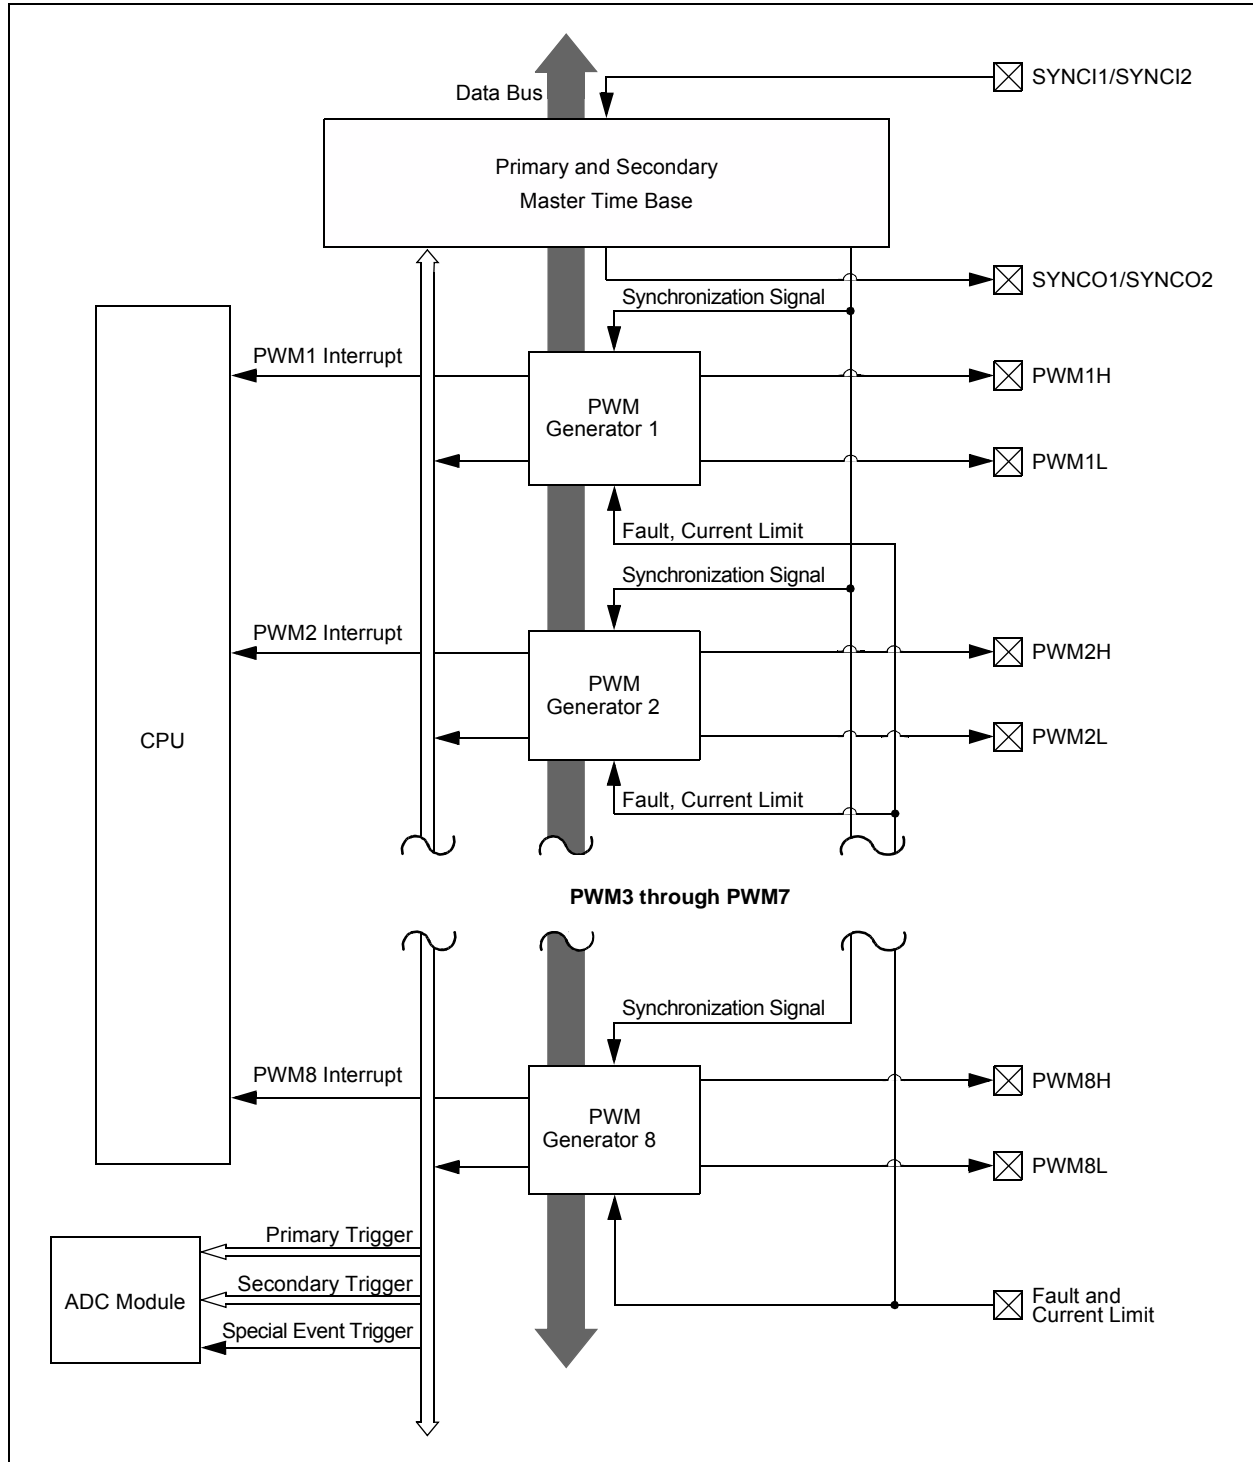 SYNCI1/SYNCI2
Data Bus
Primary and Secondary
Master Time Base
SYNCO1/SYNCO2
Synchronization Signal
PWM1 Interrupt
PWM1H
PWM
Generator 1
PWM1L
Fault, Current Limit
Synchronization Signal
PWM2 Interrupt
PWM2H
PWM
Generator 2
CPU
PWM2L
Fault, Current Limit
PWM3 through PWM7
Synchronization Signal
PWM8 Interrupt
PWM8H
PWM
Generator 8
PWM8L
Primary Trigger
Secondary Trigger
ADC Module
Special Event Trigger
Fault and
Current Limit